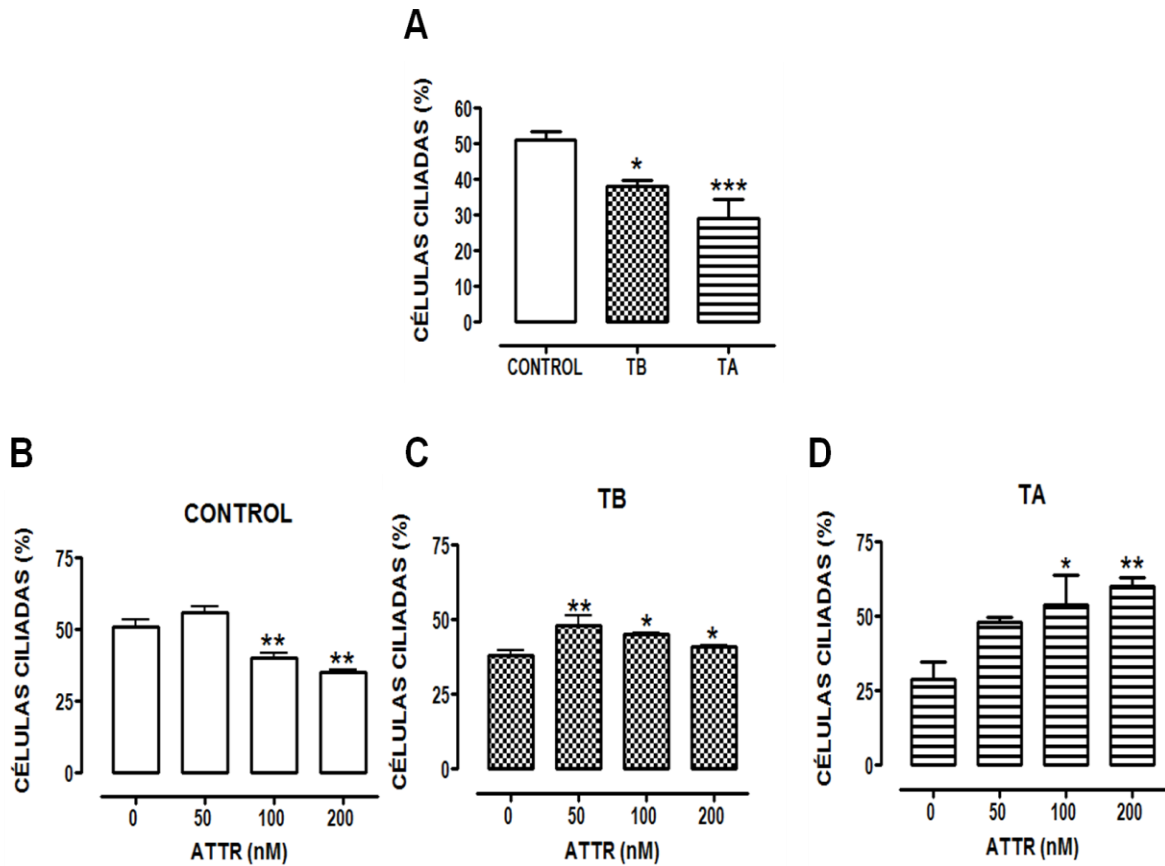 A
CÉLULAS CILIADAS (%)
60
50
40
30
20
10
0
*
***
CONTROL TB TA
B
CONTROL
CÉLULAS CILIADAS (%)
75
50
25
0
**
**
0 50 100 200
ATTR (nM)
C
TB
CÉLULAS CILIADAS (%)
75
50
25
0
**
*
*
0 50 100 200
ATTR (nM)
D
TA
CÉLULAS CILIADAS (%)
75
50
25
0
*
**
0 50 100 200
ATTR (nM)